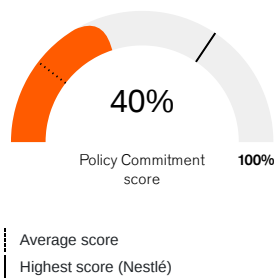 40%
Policy Commitment
score
100%
Average score
Highest score (Nestlé)